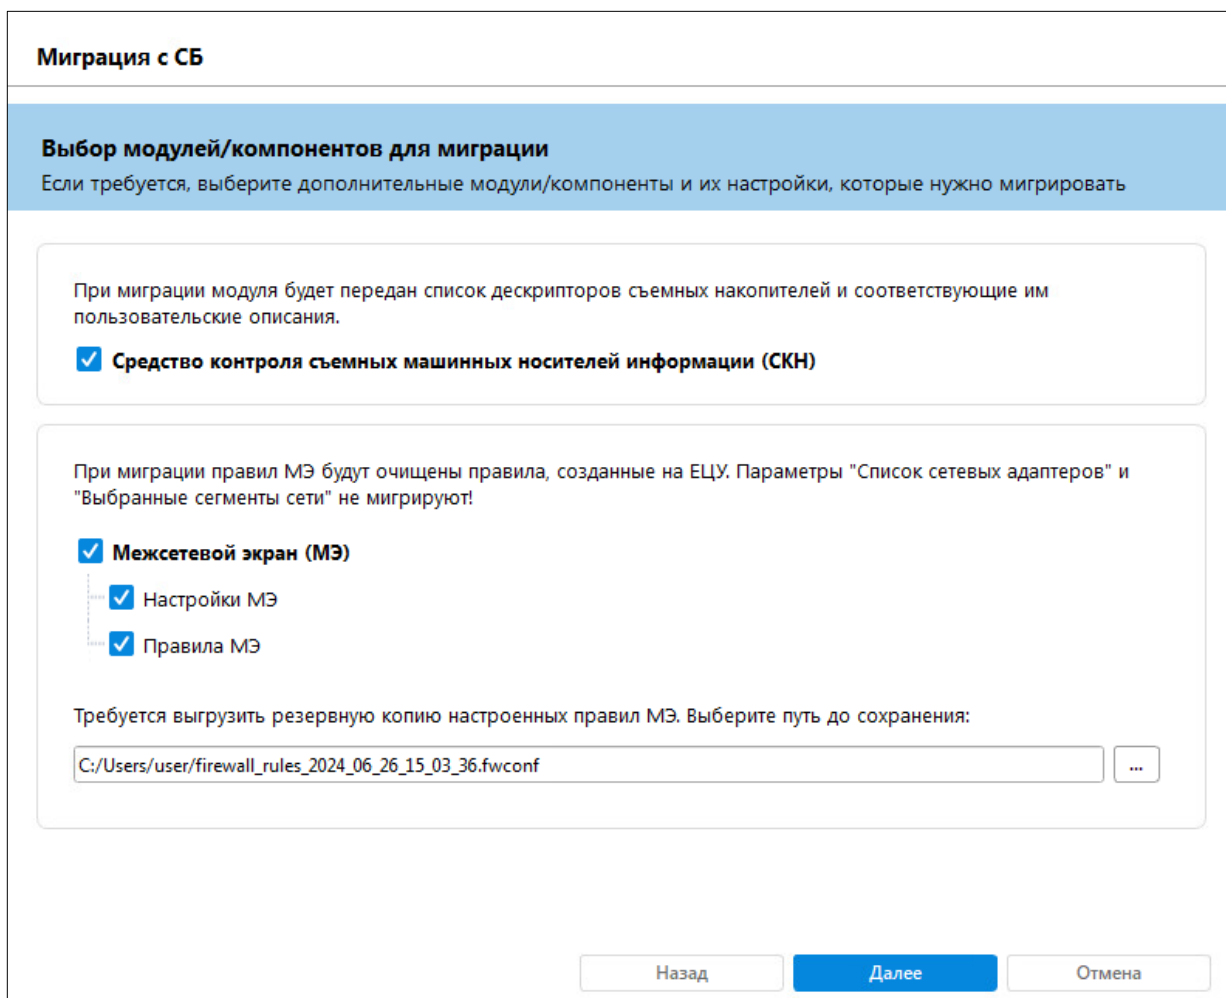 Миграция с СБ
Выбор модулей/компонентов для миграции
Если требуется, выберите дополнительные модули/компоненты и их настройки, которые нужно мигрировать
При миграции модуля будет передан список дескрипторов съемных накопителей и соответствующие им
пользовательские описания.
Средство контроля съемных машинных носителей информации (СКН)
При миграции правил МЭ будут очищены правила, созданные на ЕЦУ. Параметры "Список сетевых адаптеров" и
"Выбранные сегменты сети" не мигрируют!
Межсетевой экран (МЭ)
Настройки МЭ
Правила МЭ
Требуется выгрузить резервную копию настроенных правил МЭ. Выберите путь до сохранения:
C:/Users/user/firewall_rules_2024_06_26_15_03_36.fwconf
...
Назад
Далее
Отмена